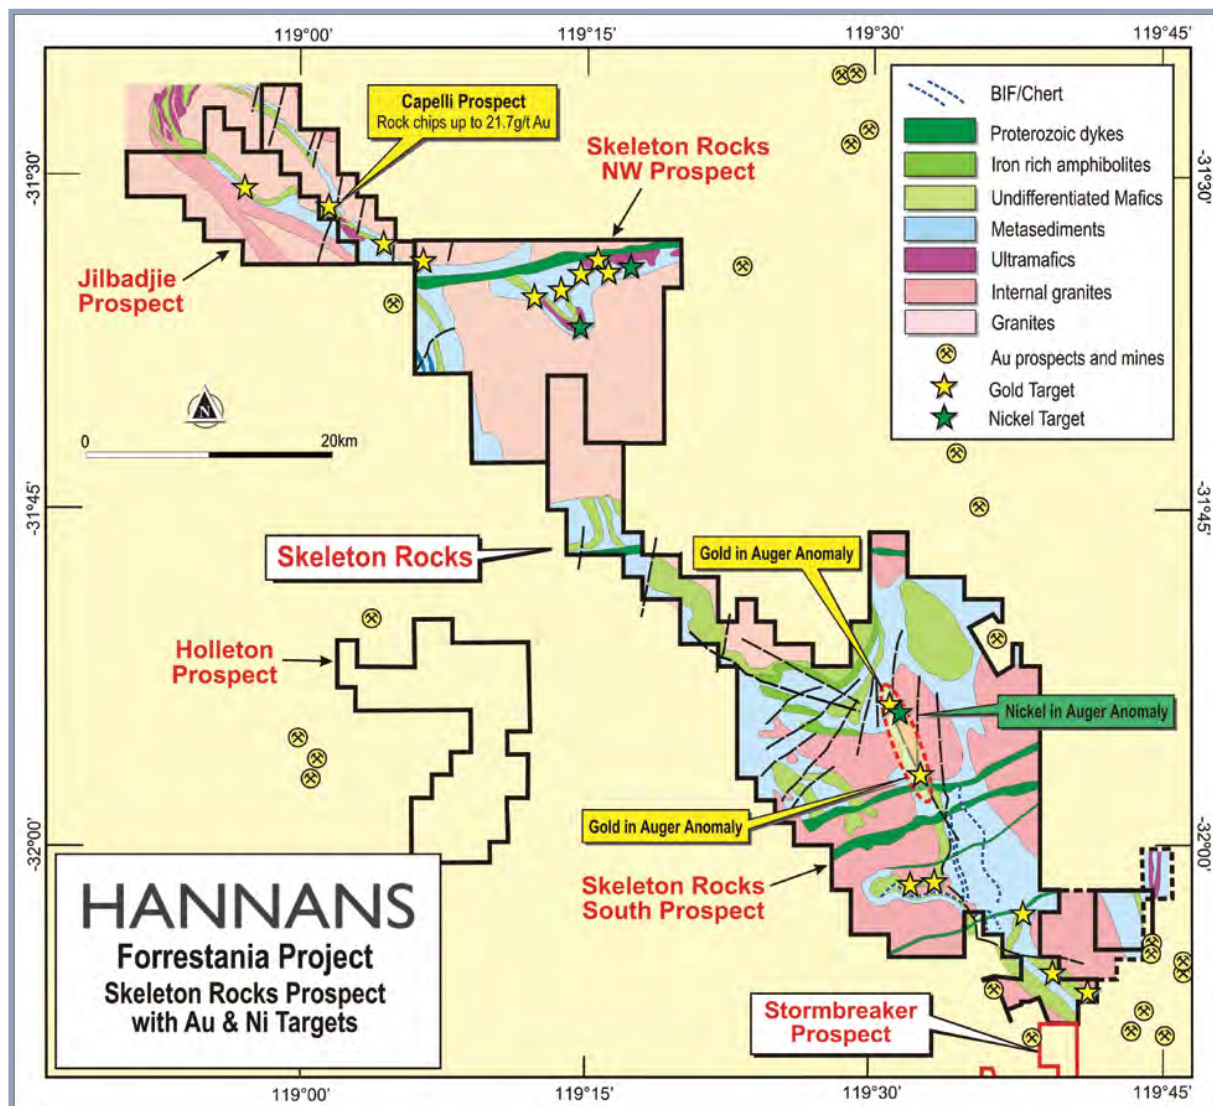 119°00'
119°15'
119°30'
119°45'
-31°30'
-31°45'
-32°00'
-31°30'
-31°45'
-32°00'
Capelli Prospect
Rock chips up to 21.7g/t Au
Skeleton Rocks
NW Prospect
Jilbadjie
Prospect
N
0
20km
BIF/Chert
Proterozoic dykes
Iron rich amphibolites
Undifferentiated Mafics
Metasediments
Ultramafics
Internal granites
Granites
Au prospects and mines
Gold Target
Nickel Target
Skeleton Rocks
Gold in Auger Anomaly
Holleton
Prospect
Nickel in Auger Anomaly
Gold in Auger Anomaly
Skeleton Rocks
South Prospect
HANNANS
Forrestania Project
Skeleton Rocks Prospect
with Au & Ni Targets
Stormbreaker
Prospect
119°00'
119°15'
119°30'
119°45'